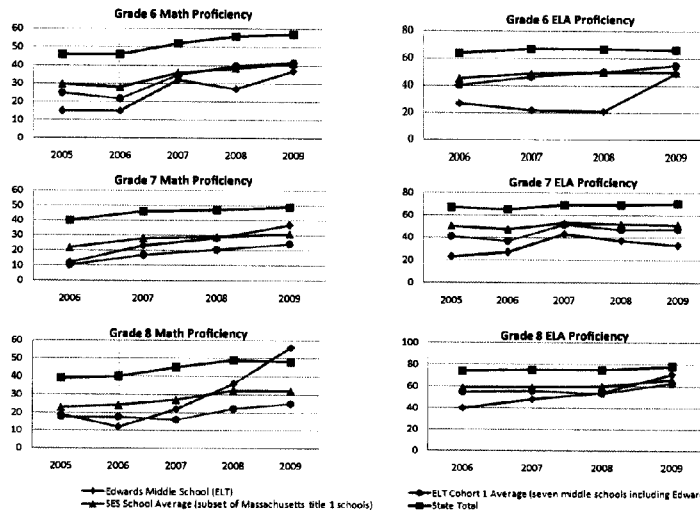 Grade 6 Math Proficiency
60
50
40
30
20
10
0
2005 2006 2007 2008 2009
Grade 6 ELA Proficiency
80
60
40
20
0
2006 2007 2008 2009
Grade 7 Math Proficiency
60
50
40
30
20
10
0
2006 2007 2008 2009
Grade 7 ELA Proficiency
80
60
40
20
0
2005 2006 2007 2008 2009
Grade 8 Math Proficiency
60
50
40
30
20
10
0
2005 2006 2007 2008 2009
Grade 8 ELA Proficiency
100
80
60
40
20
0
2006 2007 2008 2009
Edwards Middle School (ELT)
SES School Average (subset of Massachusetts title 1 schools)
ELT Cohort 1 Average (seven middle schools including Edwar
State Total